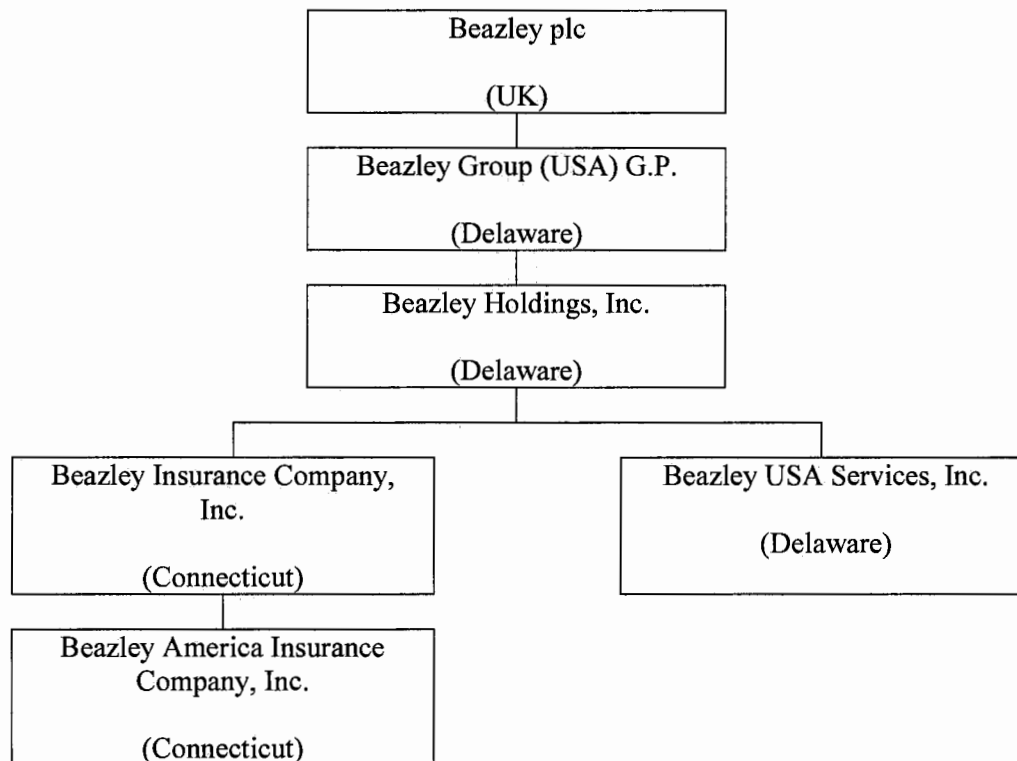 Beazley plc
(UK)
Beazley Group (USA) G.P.
(Delaware)
Beazley Holdings, Inc.
(Delaware)
Beazley Insurance Company,
Inc.
(Connecticut)
Beazley USA Services, Inc.
(Delaware)
Beazley America Insurance
Company, Inc.
(Connecticut)